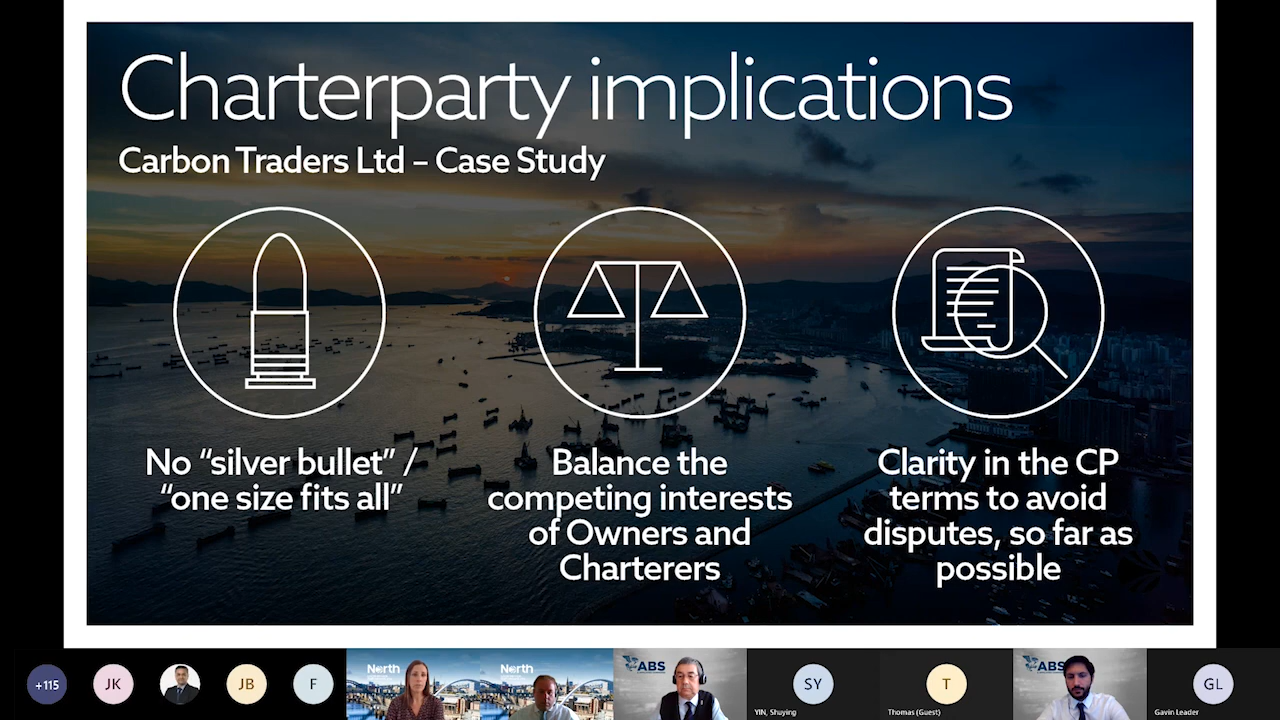 Charterparty implications
Carbon Traders Ltd – Case Study
No “silver bullet” /
“one size fits all”
Balance the
competing interests
of Owners and
Charterers
Clarity in the CP
terms to avoid
disputes, so far as
possible
+115
JK
JB
F
North
North
ABS
SY
YIN, Shuying
T
Thomas (Guest)
ABS
GL
Gavin Leader